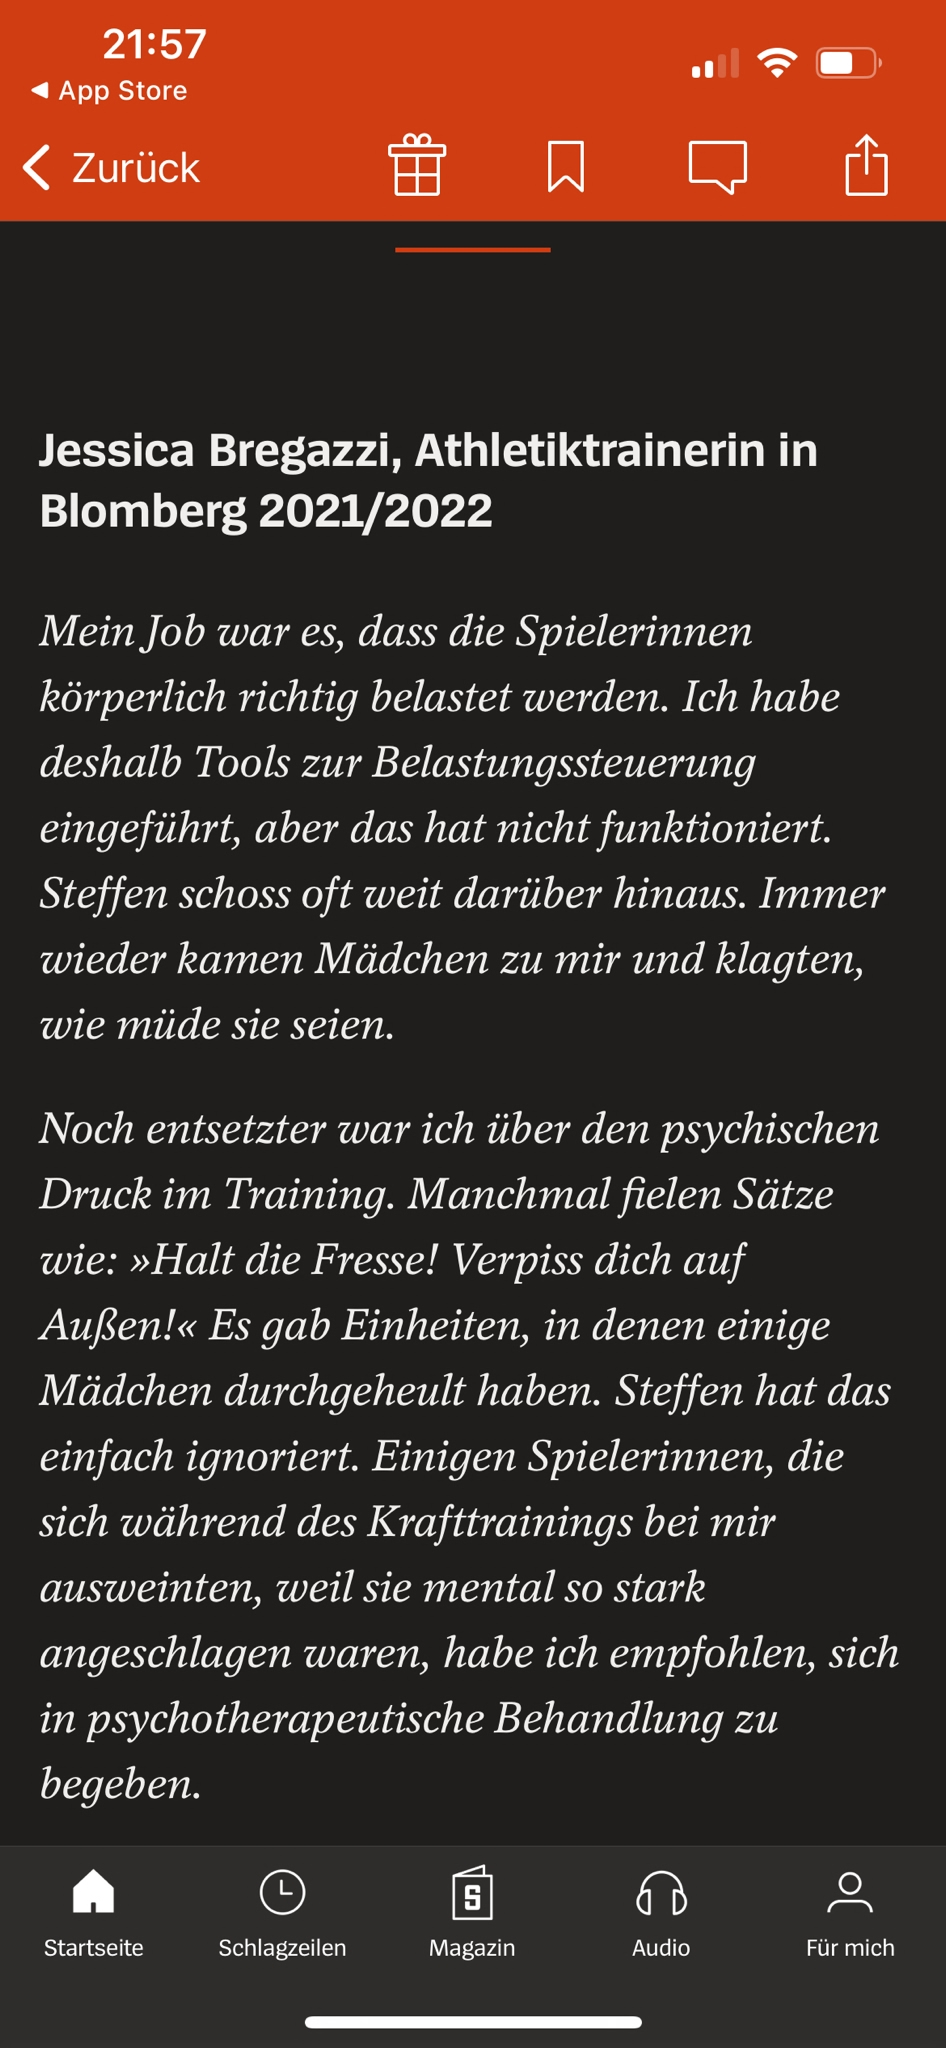 21:57
App Store
Zurück
Jessica Bregazzi, Athletiktrainerin in
Blomberg 2021/2022
Mein Job war es, dass die Spielerinnen
körperlich richtig belastet werden. Ich habe
deshalb Tools zur Belastungssteuerung
eingeführt, aber das hat nicht funktioniert.
Steffen schoss oft weit darüber hinaus. Immer
wieder kamen Mädchen zu mir und klagten,
wie müde sie seien.
Noch entsetzter war ich über den psychischen
Druck im Training. Manchmal fielen Sätze
wie: »Halt die Fresse! Verpiss dich auf
Außen!« Es gab Einheiten, in denen einige
Mädchen durchgeheult haben. Steffen hat das
einfach ignoriert. Einigen Spielerinnen, die
sich während des Krafttrainings bei mir
ausweinten, weil sie mental so stark
angeschlagen waren, habe ich empfohlen, sich
in psychotherapeutische Behandlung zu
begeben.
S
Startseite Schlagzeilen Magazin Audio Für mich